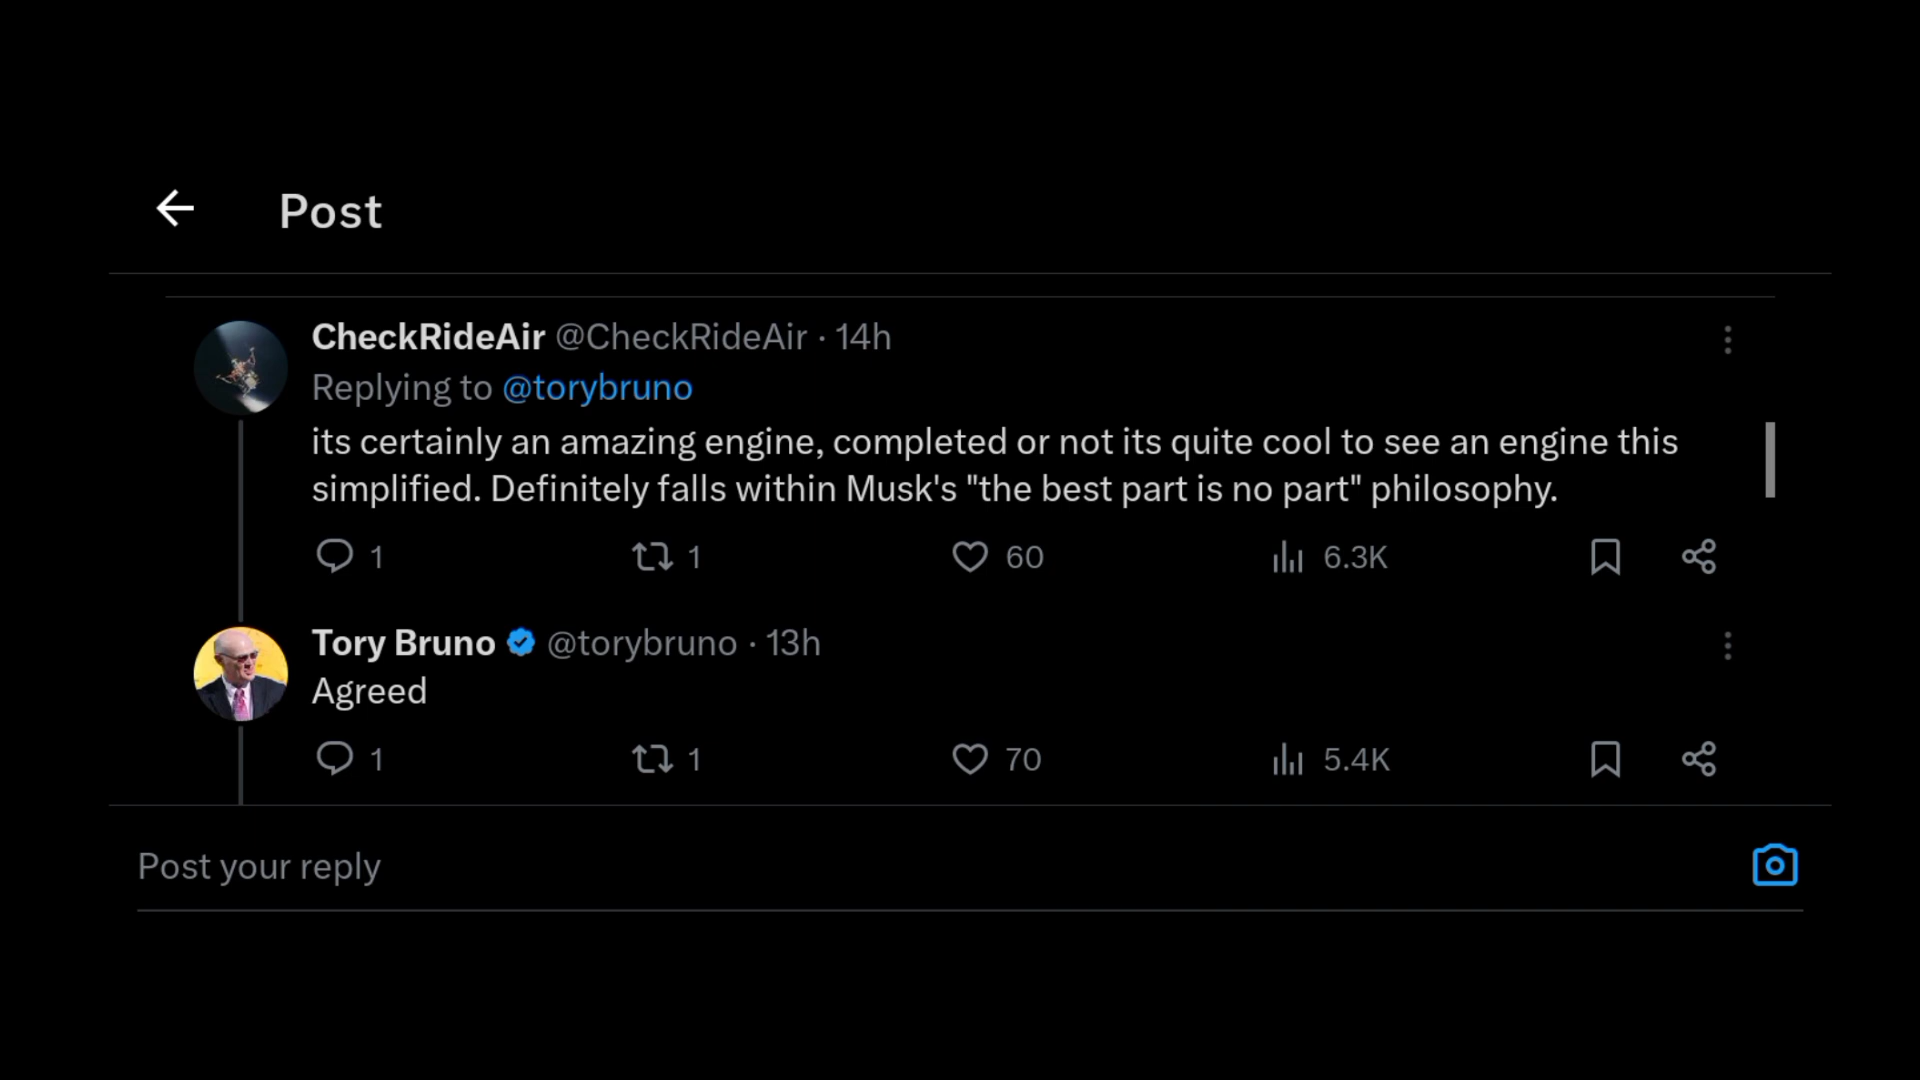 Post
CheckRideAir @CheckRideAir · 14h
Replying to @torybruno
its certainly an amazing engine, completed or not its quite cool to see an engine this
simplified. Definitely falls within Musk's "the best part is no part" philosophy.
1 1 60 6.3K
Tory Bruno @torybruno · 13h
Agreed
1 1 70 5.4K
Post your reply